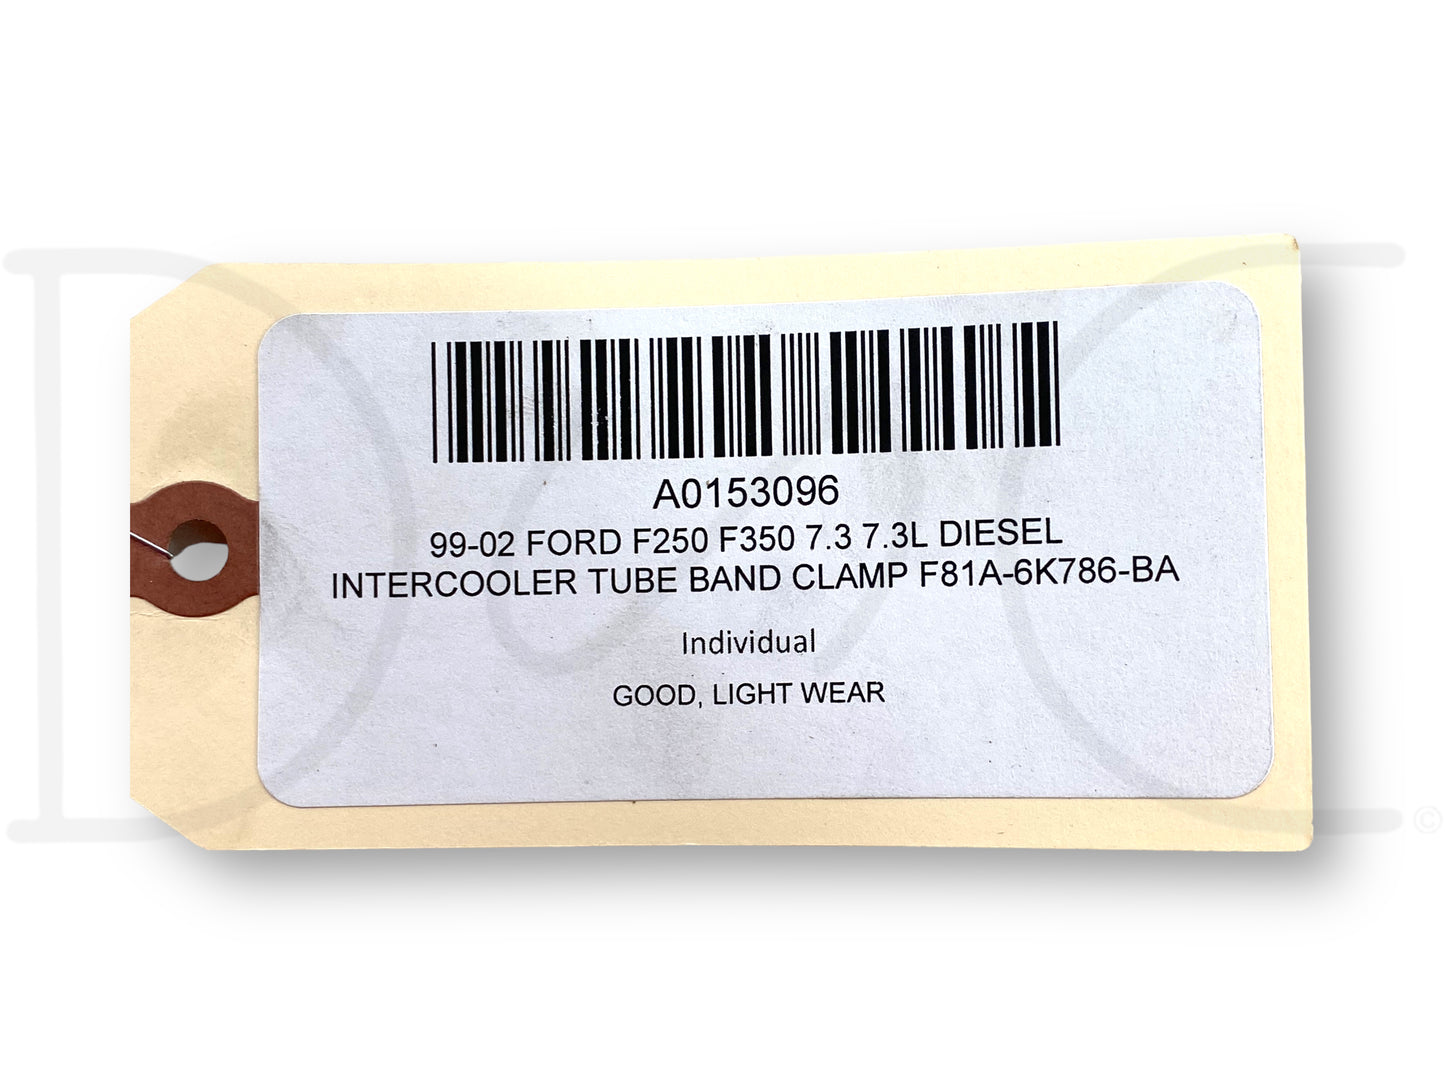 A0153096
99-02 FORD F250 F350 7.3 7.3L DIESEL
INTERCOOLER TUBE BAND CLAMP F81A-6K786-BA
Individual
GOOD, LIGHT WEAR
©